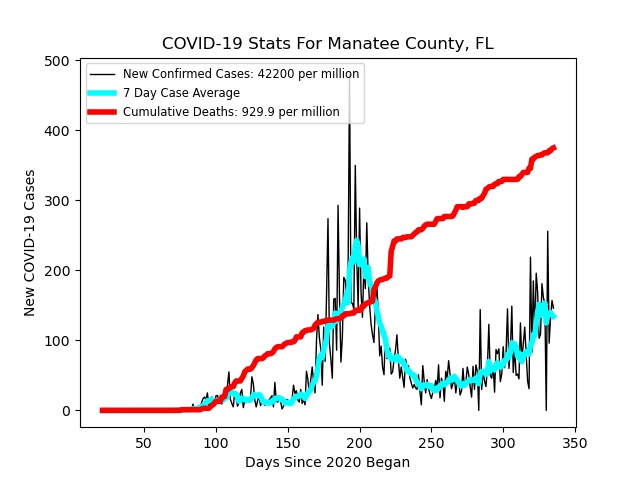 COVID-19 Stats For Manatee County, FL
New Confirmed Cases: 42200 per million
7 Day Case Average
Cumulative Deaths: 929.9 per million
New COVID-19 Cases
500
400
300
200
100
0
50
100
150
200
250
300
350
Days Since 2020 Began